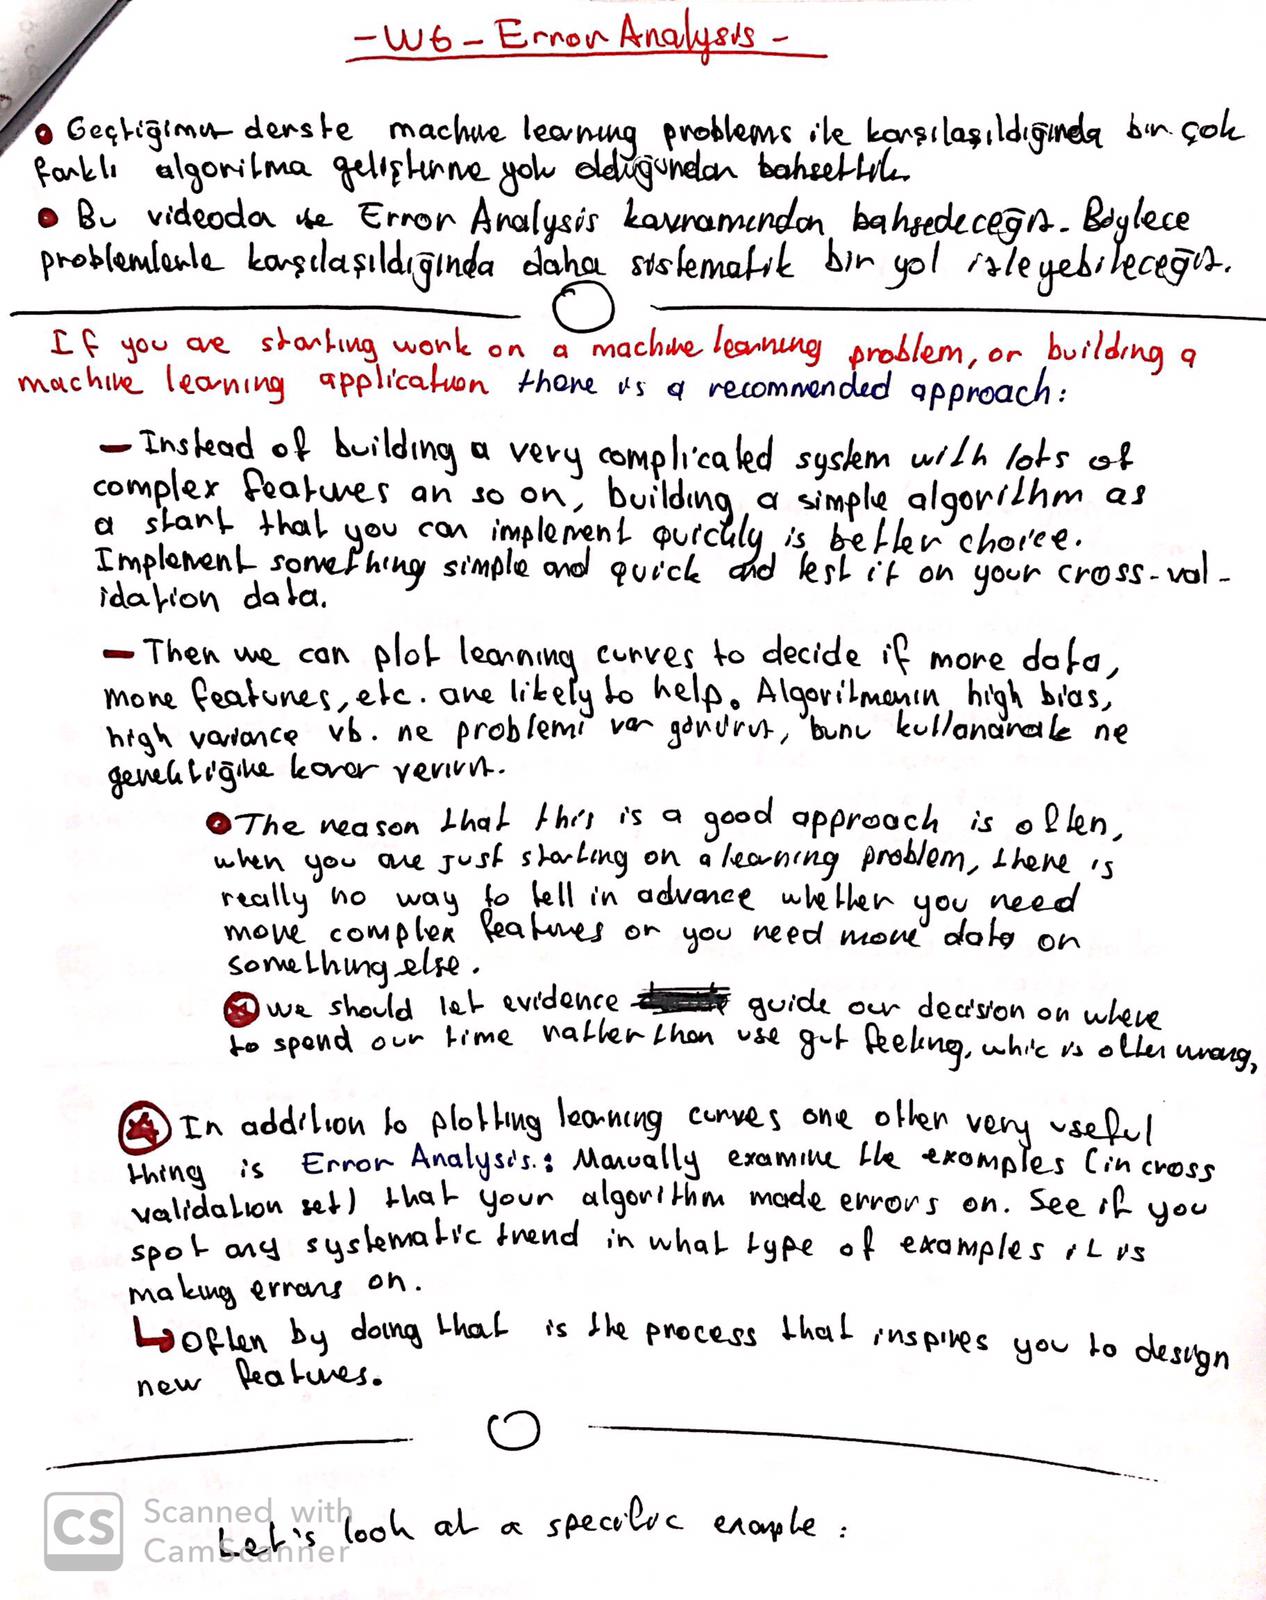 - W6 - Error Analysis -
Geçtiğimiz derste machine learning problems ile karşılaşıldığında bir çok
farklı algoritma geliştirme yolu olduğundan bahsettik.
Bu videoda ise Error Analysis kavramından bahsedeceğiz. Böylece
problemlerle karşılaşıldığında daha sistematik bir yol izleyebileceğiz.
If you are starting work on a machine learning problem, or building a
machine learning application there is a recommended approach:
- Instead of building a very complicated system with lots of
complex features an so on, building a simple algorithm as
a start that you can implement quickly is better choice.
Implement something simple and quick and test it on your cross-val-
idation data.
- Then we can plot learning curves to decide if more data,
more features, etc. are likely to help. Algoritmanın high bias,
high variance vb. ne problemi var görürüz, bunu kullanarak ne
gerektiğine karar veririz.
The reason that this is a good approach is often,
when you are just starting on a learning problem, there is
really no way to tell in advance whether you need
more complex features or you need more data or
something else.
we should let evidence guide our decision on where
to spend our time rather than use gut feeling, whic is often wrong,
In addition to plotting learning curves one other very useful
thing is Error Analysis.: Manually examine the examples (in cross
validation set) that your algorithm made errors on. See if you
spot any systematic trend in what type of examples it is
making errors on.
↳ Often by doing that is the process that inspires you to design
new features.
Let's look at a specific example :
CS Scanned with
CamScanner